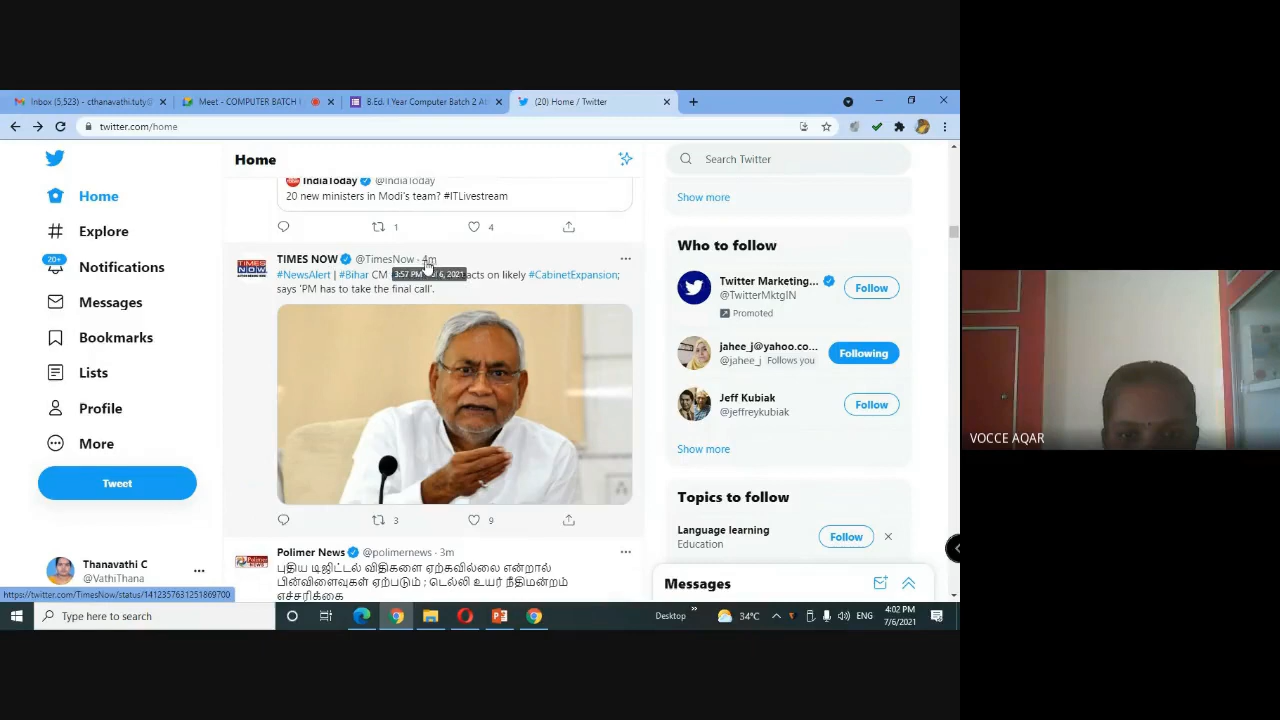 Inbox (5,523) - cthanavathi.tuty@
Meet - COMPUTER BATCH
B.Ed. I Year Computer Batch 2 At
(20) Home / Twitter
twitter.com/home
Home
Search Twitter
Home
Explore
20+
Notifications
Messages
Bookmarks
Lists
Profile
More
Tweet
Thanavathi C
@VathiThana
https://twitter.com/TimesNow/status/1412357631251869700
IndiaToday @IndiaToday
20 new ministers in Modi's team? #ITLivestream
1 4
TIMES NOW @TimesNow · 4m
#NewsAlert | #Bihar CM acts on likely #CabinetExpansion;
3:57 PM 6, 2021
says 'PM has to take the final call'.
TIMES NOW
3 9
Polimer News @polimernews · 3m
புதிய டிஜிட்டல் விதிகளை ஏற்கவில்லை என்றால்
பின்விளைவுகள் ஏற்படும் ; டெல்லி உயர் நீதிமன்றம்
எச்சரிக்கை
Show more
Who to follow
Twitter Marketing...
@TwitterMktgIN
Promoted
Follow
jahee_j@yahoo.co...
@jahee_j Follows you
Following
Jeff Kubiak
@jeffreykubiak
Follow
Show more
Topics to follow
Language learning
Education
Follow
Messages
Type here to search
Desktop
34°C
ENG
4:02 PM
7/6/2021
VOCCE AQAR